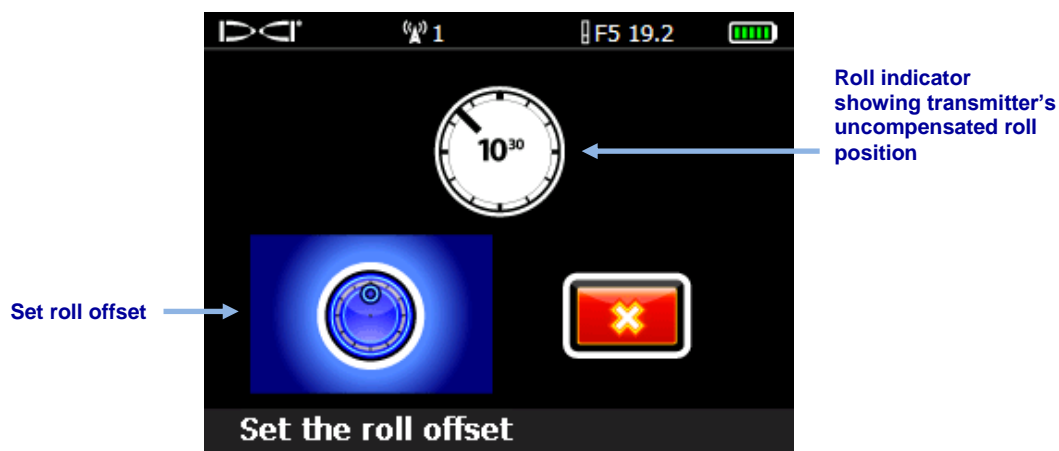 DCI
1
F5 19.2
10³⁰
Roll indicator
showing transmitter's
uncompensated roll
position
Set roll offset
Set the roll offset